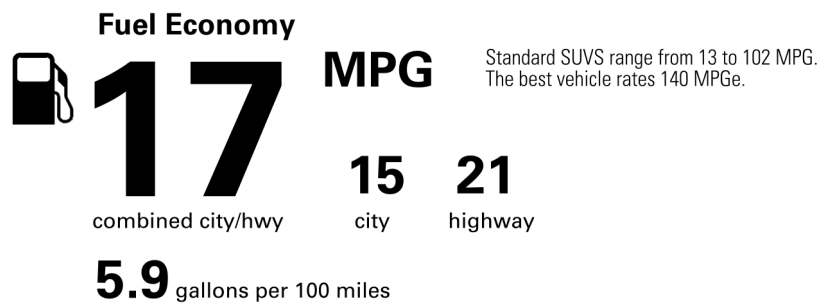 Fuel Economy
17 MPG
Standard SUVS range from 13 to 102 MPG.
The best vehicle rates 140 MPGe.
combined city/hwy
15
city
21
highway
5.9 gallons per 100 miles